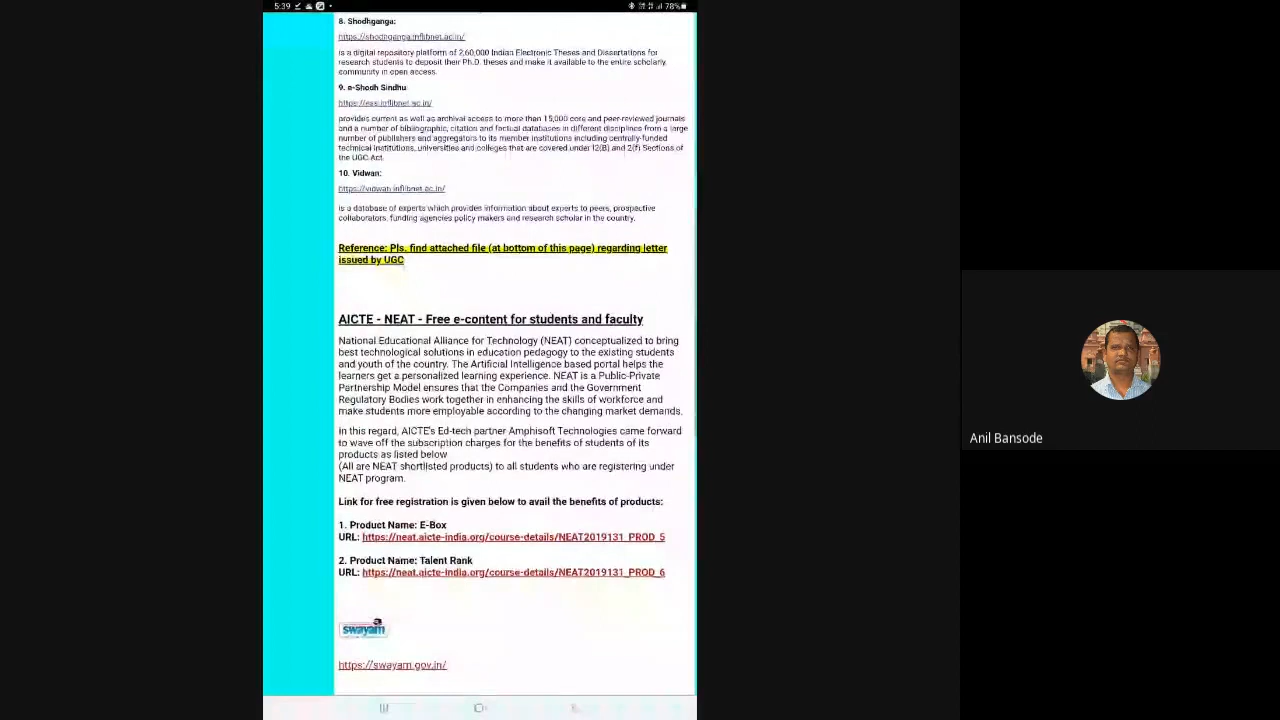 5:39
78%
8. Shodhganga:
https://shodhganga.inflibnet.ac.in/
is a digital repository platform of 2,60,000 Indian Electronic Theses and Dissertations for
research students to deposit their Ph.D. theses and make it available to the entire scholarly
community in open access.
9. e-Shodh Sindhu
https://ess.inflibnet.ac.in/
provides current as well as archival access to more than 15,000 core and peer-reviewed journals
and a number of bibliographic, citation and factual databases in different disciplines from a large
number of publishers and aggregators to its member institutions including centrally-funded
technical institutions, universities and colleges that are covered under 12(B) and 2(f) Sections of
the UGC Act.
10. Vidwan:
https://vidwan.inflibnet.ac.in/
is a database of experts which provides information about experts to peers, prospective
collaborators, funding agencies policy makers and research scholar in the country.
Reference: Pls. find attached file (at bottom of this page) regarding letter
issued by UGC
AICTE - NEAT - Free e-content for students and faculty
National Educational Alliance for Technology (NEAT) conceptualized to bring
best technological solutions in education pedagogy to the existing students
and youth of the country. The Artificial Intelligence based portal helps the
learners get a personalized learning experience. NEAT is a Public-Private
Partnership Model ensures that the Companies and the Government
Regulatory Bodies work together in enhancing the skills of workforce and
make students more employable according to the changing market demands.
In this regard, AICTE's Ed-tech partner Amphisoft Technologies came forward
to wave off the subscription charges for the benefits of students of its
products as listed below
(All are NEAT shortlisted products) to all students who are registering under
NEAT program.
Link for free registration is given below to avail the benefits of products:
1. Product Name: E-Box
URL: https://neat.aicte-india.org/course-details/NEAT2019131_PROD_5
2. Product Name: Talent Rank
URL: https://neat.aicte-india.org/course-details/NEAT2019131_PROD_6
swayam
https://swayam.gov.in/
Anil Bansode